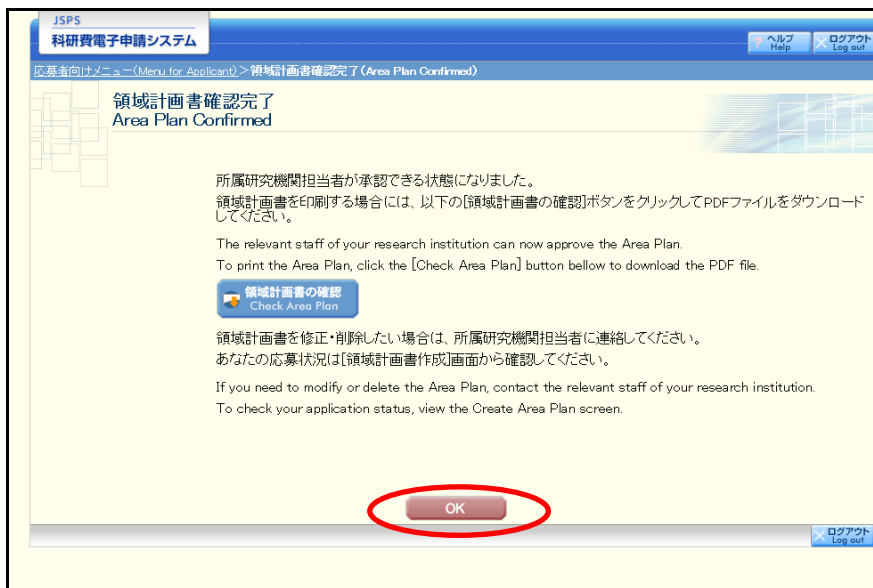 JSPS
科研費電子申請システム
? ヘルプ
Help
ログアウト
Log out
応募者向けメニュー(Menu for Applicant)>領域計画書確認完了(Area Plan Confirmed)
領域計画書確認完了
Area Plan Confirmed
所属研究機関担当者が承認できる状態になりました。
領域計画書を印刷する場合には、以下の[領域計画書の確認]ボタンをクリックしてPDFファイルをダウンロード
してください。
The relevant staff of your research institution can now approve the Area Plan.
To print the Area Plan, click the [Check Area Plan] button bellow to download the PDF file.
領域計画書の確認
Check Area Plan
領域計画書を修正・削除したい場合は、所属研究機関担当者に連絡してください。
あなたの応募状況は[領域計画書作成]画面から確認してください。
If you need to modify or delete the Area Plan, contact the relevant staff of your research institution.
To check your application status, view the Create Area Plan screen.
OK
ログアウト
Log out